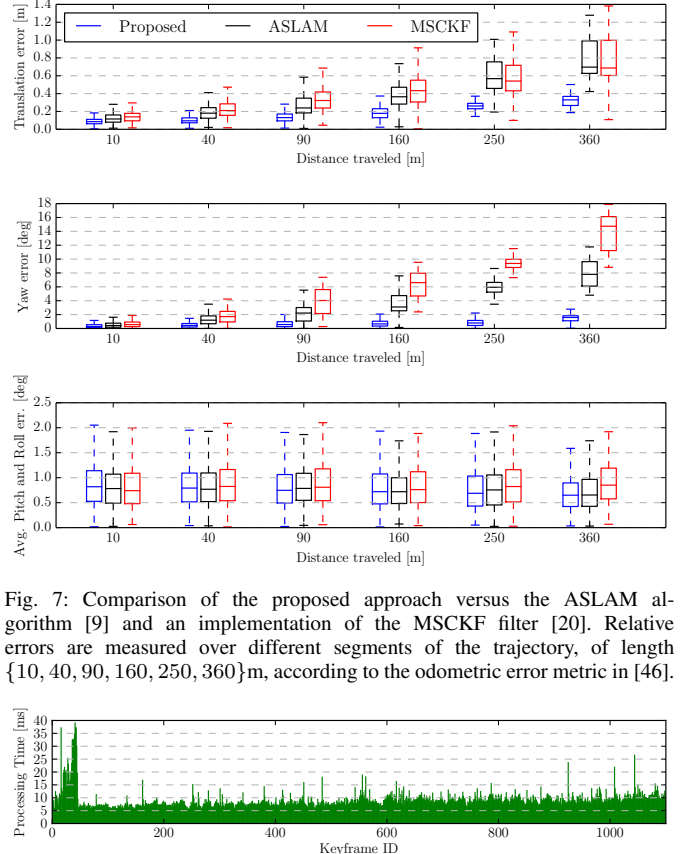 1.4
1.2
1.0
0.8
0.6
0.4
0.2
0.0
Translation error [m]
Proposed ASLAM MSCKF
10 40 90 160 250 360
Distance traveled [m]
18
16
14
12
10
8
6
4
2
0
Yaw error [deg]
10 40 90 160 250 360
Distance traveled [m]
2.5
2.0
1.5
1.0
0.5
0.0
Avg. Pitch and Roll err. [deg]
10 40 90 160 250 360
Distance traveled [m]
Fig. 7: Comparison of the proposed approach versus the ASLAM al-
gorithm [9] and an implementation of the MSCKF filter [20]. Relative
errors are measured over different segments of the trajectory, of length
{10, 40, 90, 160, 250, 360}m, according to the odometric error metric in [46].
40
35
30
25
20
15
10
5
0
Processing Time [ms]
0 200 400 600 800 1000
Keyframe ID